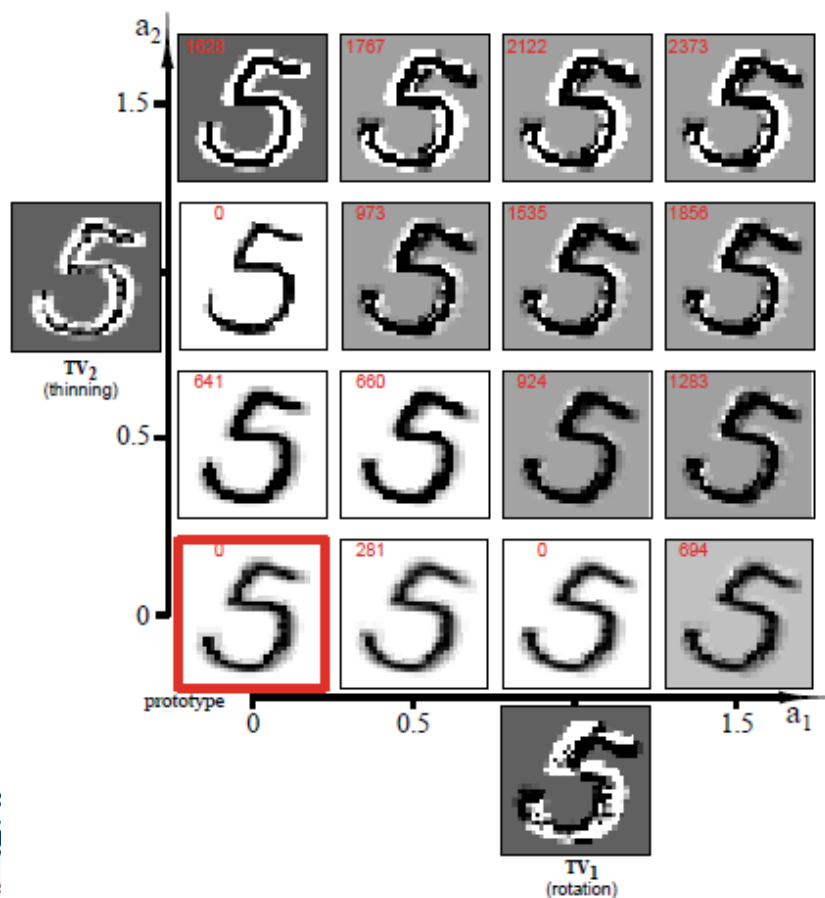 a2
1628 1767 2122 2373
1.5
0 973 1535 1856
TV2
(thinning)
641 660 924 1283
0.5
0 281 0 694
0
prototype
0 0.5 1.5 a1
TV1
(rotation)